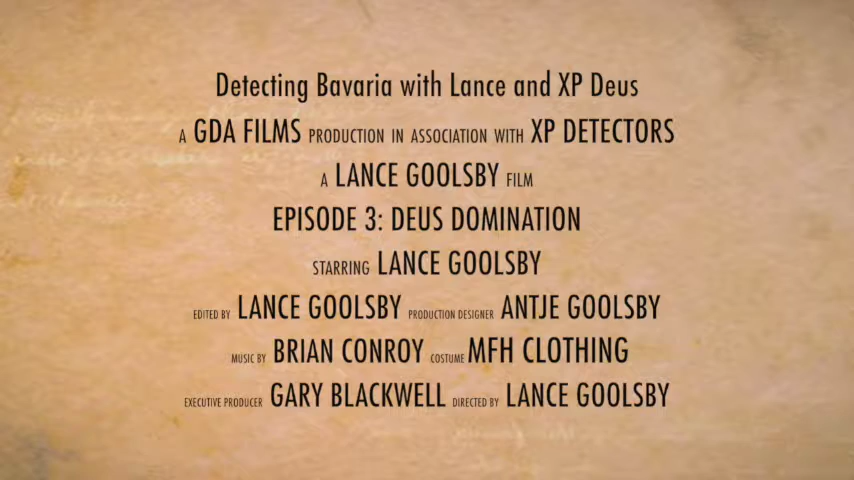 Detecting Bavaria with Lance and XP Deus
A GDA FILMS PRODUCTION IN ASSOCIATION WITH XP DETECTORS
A LANCE GOOLSBY FILM
EPISODE 3: DEUS DOMINATION
STARRING LANCE GOOLSBY
EDITED BY LANCE GOOLSBY PRODUCTION DESIGNER ANTJE GOOLSBY
MUSIC BY BRIAN CONROY COSTUME MFH CLOTHING
EXECUTIVE PRODUCER GARY BLACKWELL DIRECTED BY LANCE GOOLSBY